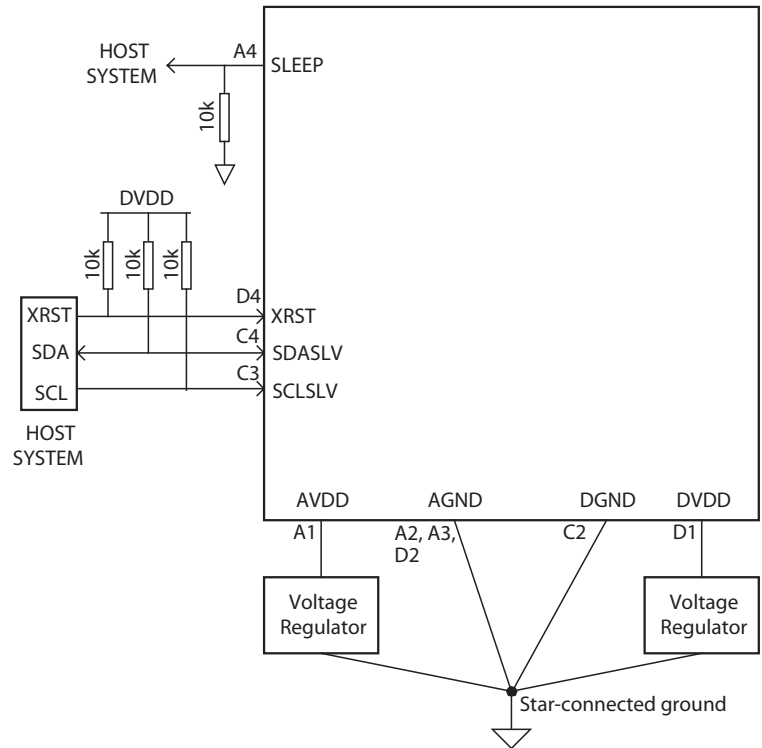 HOST
SYSTEM
A4
SLEEP
10k
DVDD
10k
10k
10k
D4
XRST
XRST
C4
SDA
SDASLV
C3
SCL
SCLSLV
HOST
SYSTEM
AVDD
AGND
DGND
DVDD
A1
A2, A3,
D2
C2
D1
Voltage
Regulator
Voltage
Regulator
Star-connected ground